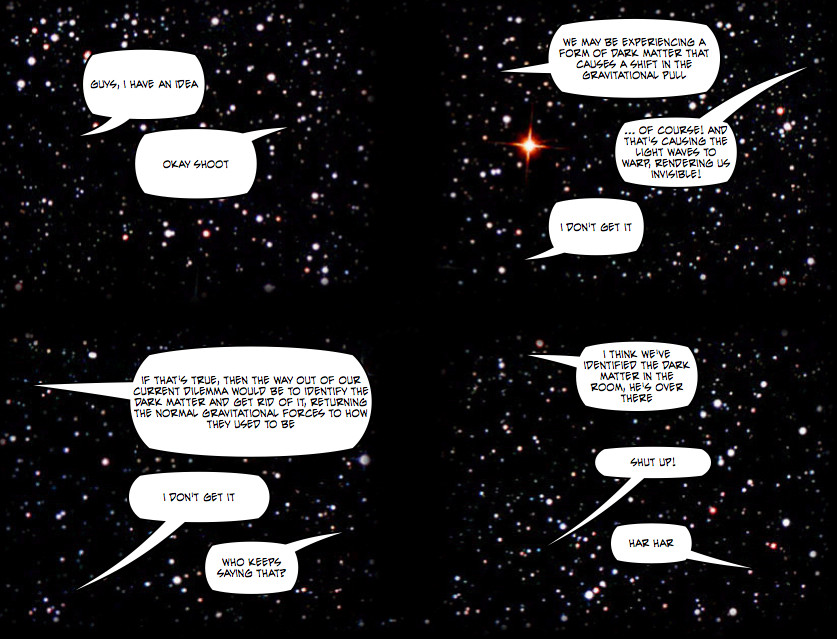 GUYS, I HAVE AN IDEA
OKAY SHOOT
WE MAY BE EXPERIENCING A
FORM OF DARK MATTER THAT
CAUSES A SHIFT IN THE
GRAVITATIONAL PULL
... OF COURSE! AND
THAT'S CAUSING THE
LIGHT WAVES TO
WARP, RENDERING US
INVISIBLE!
I DON'T GET IT
IF THAT'S TRUE, THEN THE WAY OUT OF OUR
CURRENT DILEMMA WOULD BE TO IDENTIFY THE
DARK MATTER AND GET RID OF IT, RETURNING
THE NORMAL GRAVITATIONAL FORCES TO HOW
THEY USED TO BE
I DON'T GET IT
WHO KEEPS
SAYING THAT?
I THINK WE'VE
IDENTIFIED THE DARK
MATTER IN THE
ROOM, HE'S OVER
THERE
SHUT UP!
HAR HAR